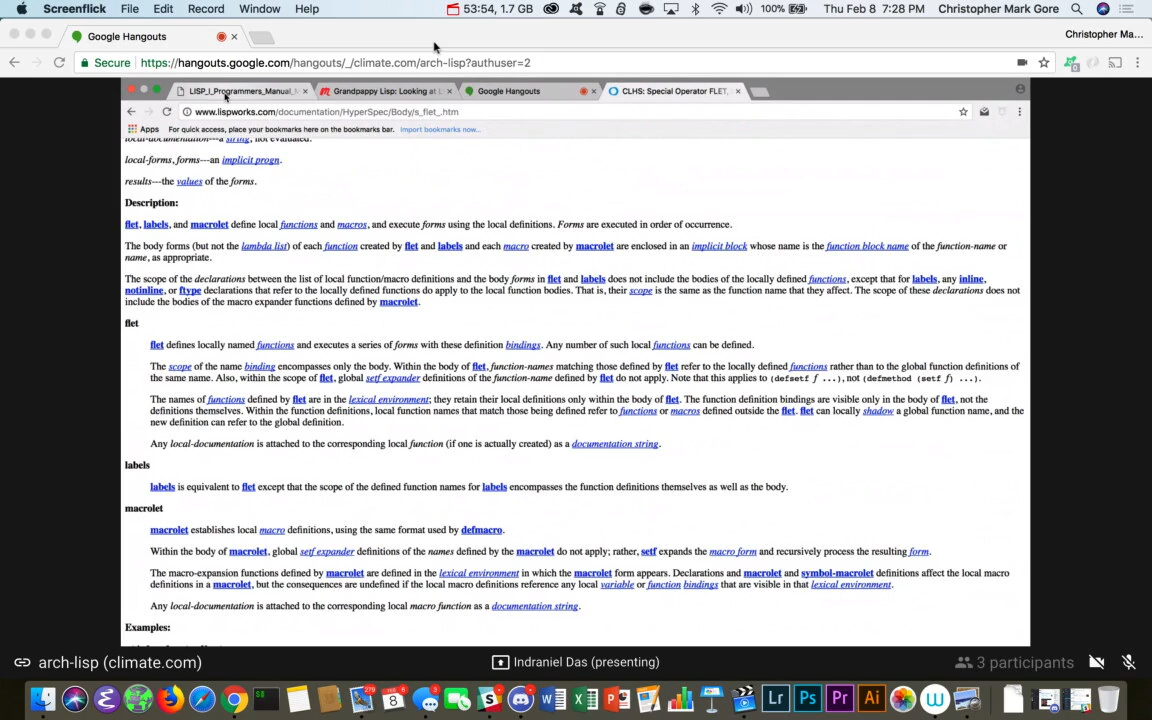 Screenflick File Edit Record Window Help 53:54, 1.7 GB 100% Thu Feb 8 7:28 PM Christopher Mark Gore
Google Hangouts Christopher Ma...
Secure https://hangouts.google.com/hangouts/_/climate.com/arch-lisp?authuser=2
LISP_I_Programmers_Manual_ Grandpappy Lisp: Looking at L Google Hangouts CLHS: Special Operator FLET,
www.lispworks.com/documentation/HyperSpec/Body/s_flet_.htm
Apps For quick access, place your bookmarks here on the bookmarks bar. Import bookmarks now...
local-documentation---a string; not evaluated.
local-forms, forms---an implicit progn.
results---the values of the forms.
Description:
flet, labels, and macrolet define local functions and macros, and execute forms using the local definitions. Forms are executed in order of occurrence.
The body forms (but not the lambda list) of each function created by flet and labels and each macro created by macrolet are enclosed in an implicit block whose name is the function block name of the function-name or
name, as appropriate.
The scope of the declarations between the list of local function/macro definitions and the body forms in flet and labels does not include the bodies of the locally defined functions, except that for labels, any inline,
notinline, or ftype declarations that refer to the locally defined functions do apply to the local function bodies. That is, their scope is the same as the function name that they affect. The scope of these declarations does not
include the bodies of the macro expander functions defined by macrolet.
flet
flet defines locally named functions and executes a series of forms with these definition bindings. Any number of such local functions can be defined.
The scope of the name binding encompasses only the body. Within the body of flet, function-names matching those defined by flet refer to the locally defined functions rather than to the global function definitions of
the same name. Also, within the scope of flet, global setf expander definitions of the function-name defined by flet do not apply. Note that this applies to (defsetf f ...), not (defmethod (setf f) ...).
The names of functions defined by flet are in the lexical environment; they retain their local definitions only within the body of flet. The function definition bindings are visible only in the body of flet, not the
definitions themselves. Within the function definitions, local function names that match those being defined refer to functions or macros defined outside the flet. flet can locally shadow a global function name, and the
new definition can refer to the global definition.
Any local-documentation is attached to the corresponding local function (if one is actually created) as a documentation string.
labels
labels is equivalent to flet except that the scope of the defined function names for labels encompasses the function definitions themselves as well as the body.
macrolet
macrolet establishes local macro definitions, using the same format used by defmacro.
Within the body of macrolet, global setf expander definitions of the names defined by the macrolet do not apply; rather, setf expands the macro form and recursively process the resulting form.
The macro-expansion functions defined by macrolet are defined in the lexical environment in which the macrolet form appears. Declarations and macrolet and symbol-macrolet definitions affect the local macro
definitions in a macrolet, but the consequences are undefined if the local macro definitions reference any local variable or function bindings that are visible in that lexical environment.
Any local-documentation is attached to the corresponding local macro function as a documentation string.
Examples:
arch-lisp (climate.com) Indraniel Das (presenting) 3 participants